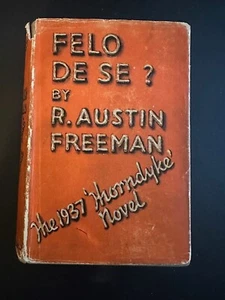 FELO
DE SE ?
BY
R. AUSTIN
FREEMAN
The 1937 'Thorndyke'
Novel